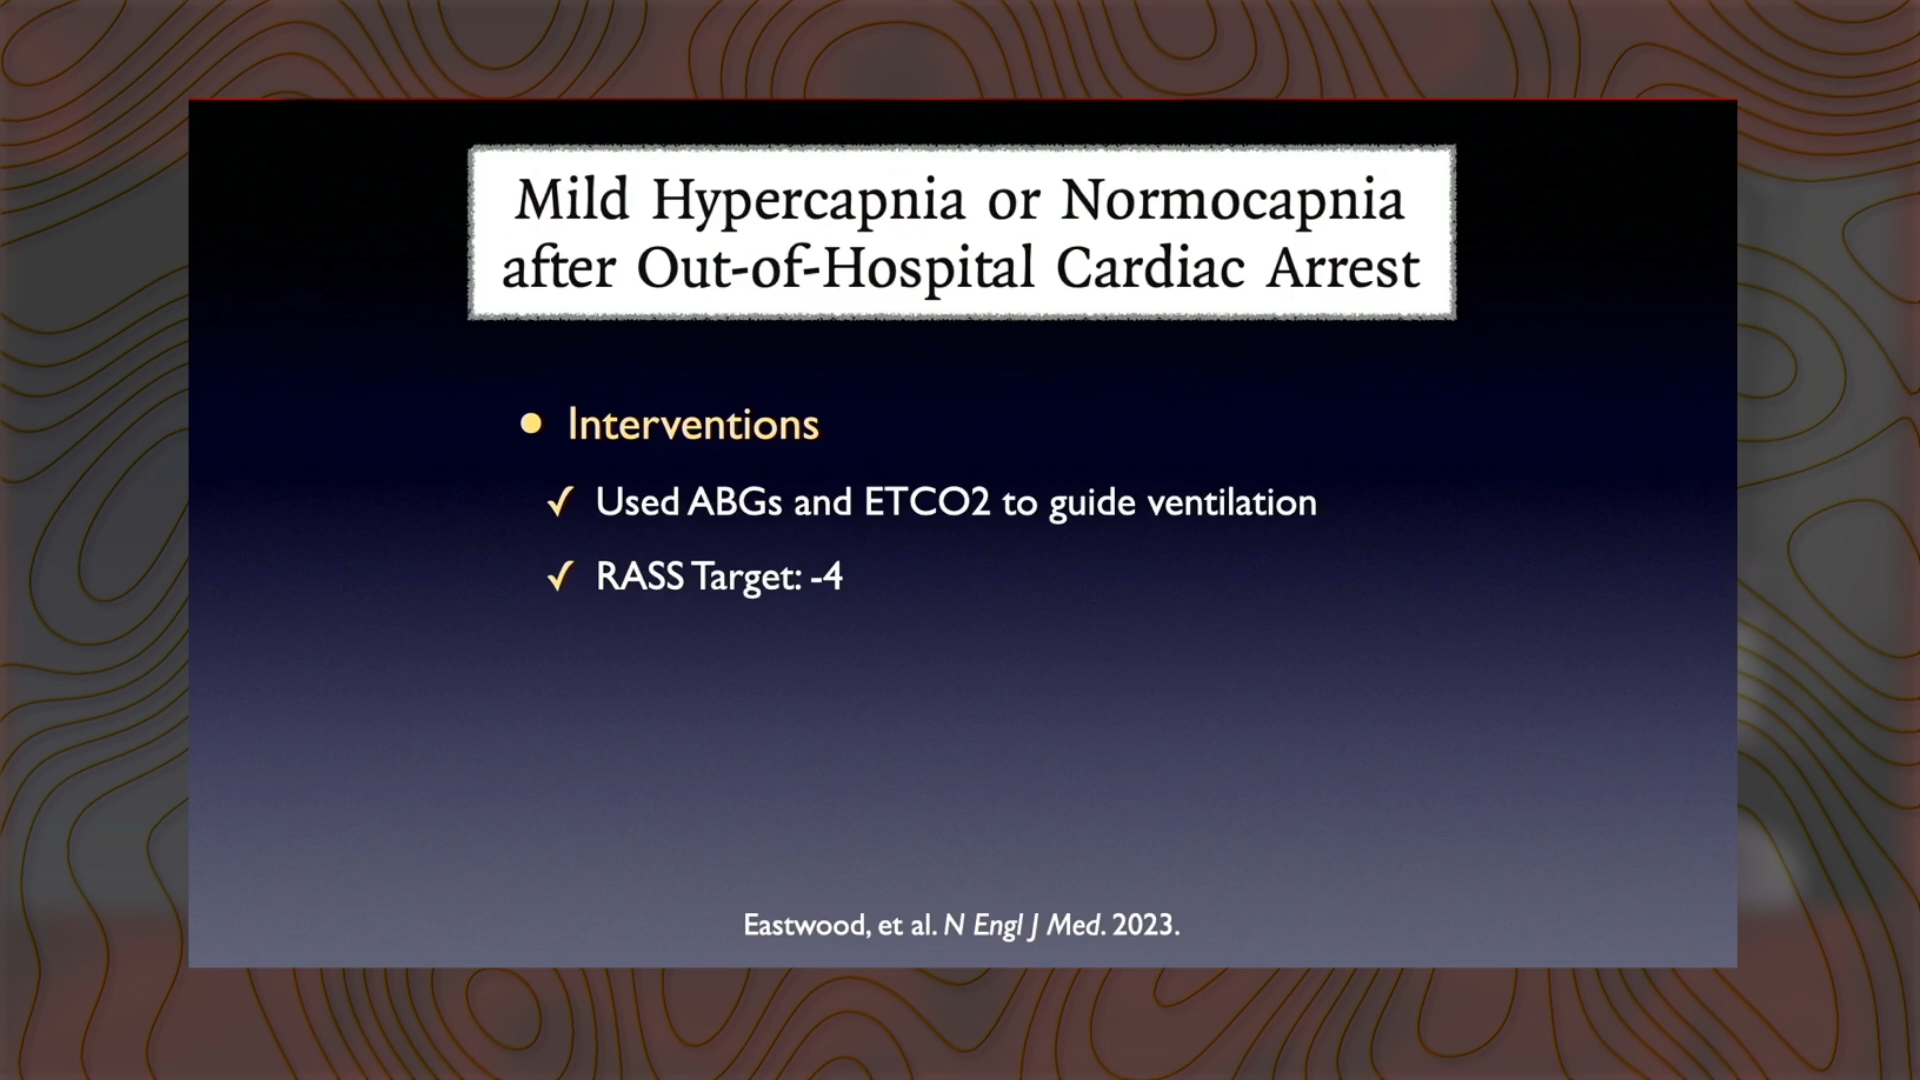 Mild Hypercapnia or Normocapnia
after Out-of-Hospital Cardiac Arrest
• Interventions
✓ Used ABGs and ETCO2 to guide ventilation
✓ RASS Target: -4
Eastwood, et al. N Engl J Med. 2023.